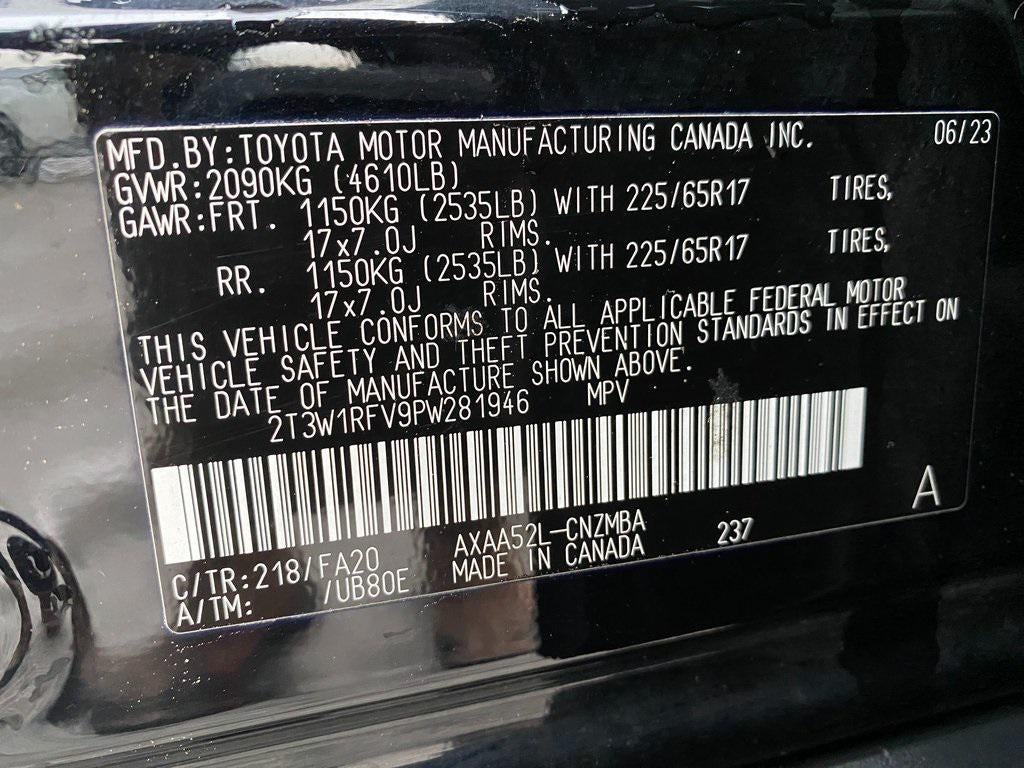 MFD.BY:TOYOTA MOTOR MANUFACTURING CANADA INC. 06/23
GVWR:2090KG (4610LB)
GAWR:FRT. 1150KG (2535LB) WITH 225/65R17 TIRES,
17x7.0J RIMS.
RR. 1150KG (2535LB) WITH 225/65R17 TIRES,
17x7.0J RIMS.
THIS VEHICLE CONFORMS TO ALL APPLICABLE FEDERAL MOTOR
VEHICLE SAFETY AND THEFT PREVENTION STANDARDS IN EFFECT ON
THE DATE OF MANUFACTURE SHOWN ABOVE.
2T3W1RFV9PW281946 MPV
A
C/TR:218/FA20 AXAA52L-CNZMBA 237
A/TM: /UB80E MADE IN CANADA